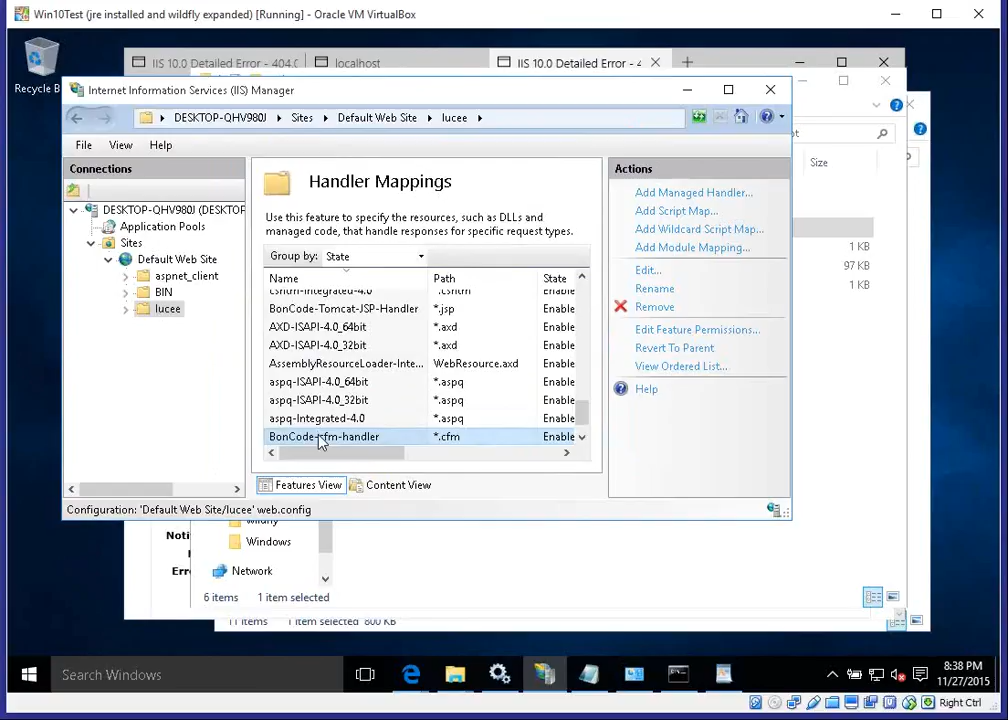 Win10Test (jre installed and wildfly expanded) [Running] - Oracle VM VirtualBox
Recycle B
IIS 10.0 Detailed Error - 404.0
localhost
IIS 10.0 Detailed Error - 4
Internet Information Services (IIS) Manager
DESKTOP-QHV980J
Sites
Default Web Site
lucee
File
View
Help
Size
Connections
DESKTOP-QHV980J (DESKTOP
Application Pools
Sites
Default Web Site
aspnet_client
BIN
lucee
Handler Mappings
Use this feature to specify the resources, such as DLLs and
managed code, that handle responses for specific request types.
Group by: State
Name Path State
cshtm-Integrated-4.0 *.cshtm Enable
BonCode-Tomcat-JSP-Handler *.jsp Enable
AXD-ISAPI-4.0_64bit *.axd Enable
AXD-ISAPI-4.0_32bit *.axd Enable
AssemblyResourceLoader-Inte... WebResource.axd Enable
aspq-ISAPI-4.0_64bit *.aspq Enable
aspq-ISAPI-4.0_32bit *.aspq Enable
aspq-Integrated-4.0 *.aspq Enable
BonCode-cfm-handler *.cfm Enable
Features View
Content View
Actions
Add Managed Handler...
Add Script Map...
Add Wildcard Script Map...
Add Module Mapping...
Edit...
Rename
Remove
Edit Feature Permissions...
Revert To Parent
View Ordered List...
Help
1 KB
97 KB
1 KB
Configuration: 'Default Web Site/lucee' web.config
Noti
Erro
wildfly
Windows
Network
6 items 1 item selected
11 items 1 item selected 800 KB
Search Windows
8:38 PM
11/27/2015
Right Ctrl